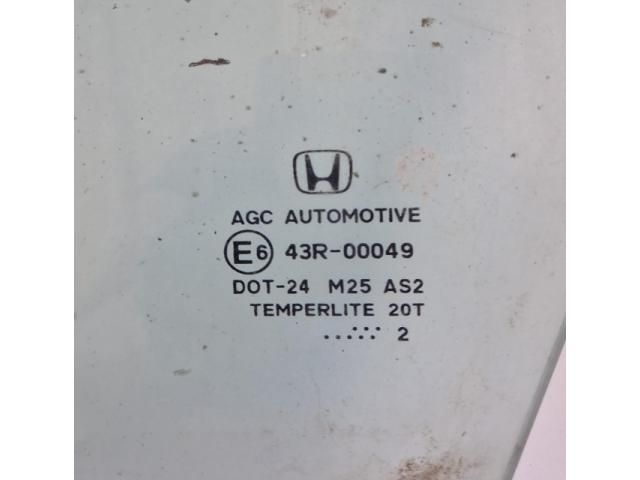 AGC AUTOMOTIVE
E6 43R-00049
DOT-24 M25 AS2
TEMPERLITE 20T
..:::: 2